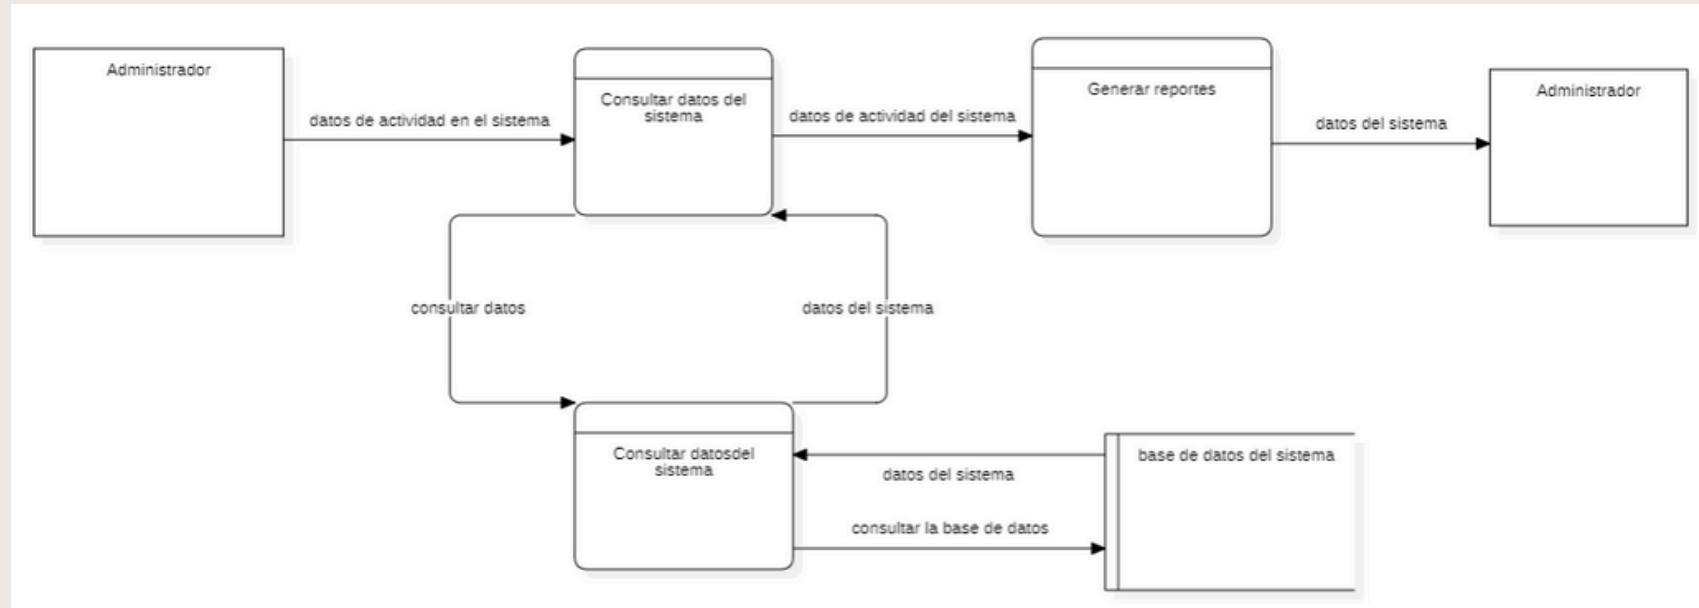 Administrador
datos de actividad en el sistema
Consultar datos del
sistema
datos de actividad del sistema
Generar reportes
datos del sistema
Administrador
consultar datos
datos del sistema
Consultar datosdel
sistema
datos del sistema
consultar la base de datos
base de datos del sistema